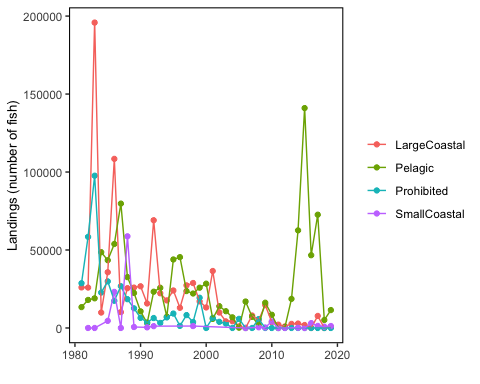 200000
150000
100000
50000
0
Landings (number of fish)
1980
1990
2000
2010
2020
LargeCoastal
Pelagic
Prohibited
SmallCoastal